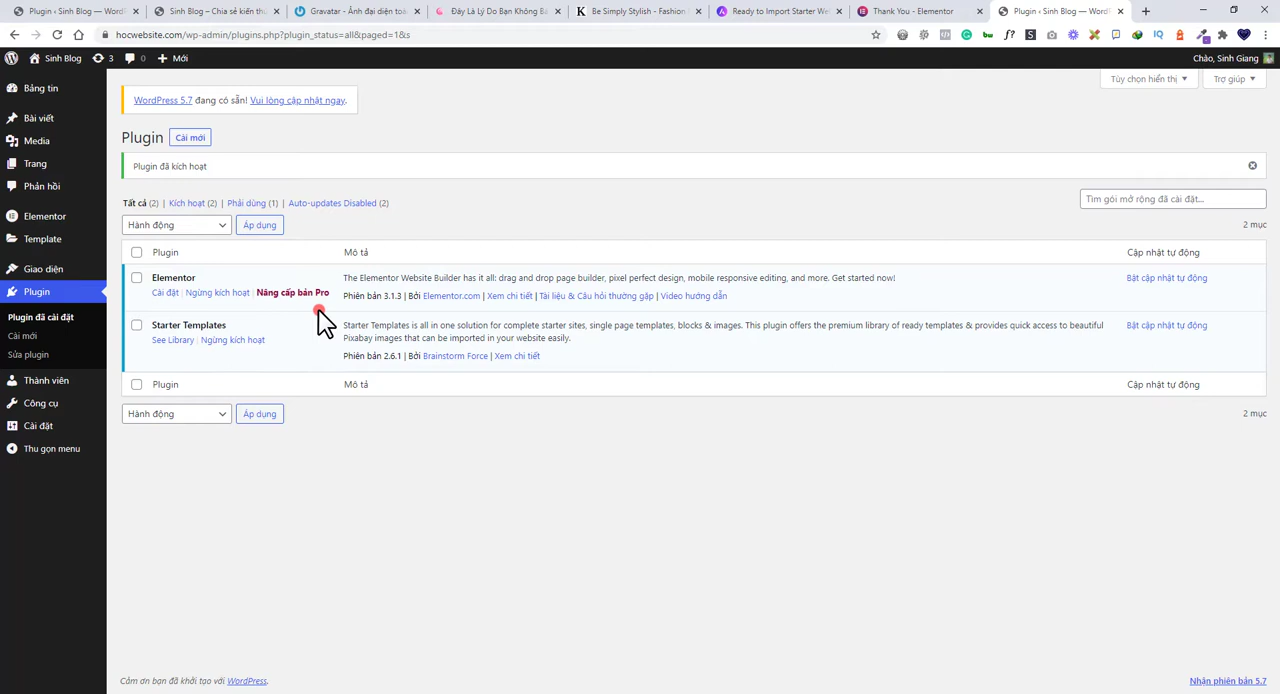 Plugin ‹ Sinh Blog — WordP
Sinh Blog – Chia sẻ kiến thứ
Gravatar - Ảnh đại diện toà
Đây Là Lý Do Bạn Không Bá
Be Simply Stylish - Fashion
Ready to Import Starter Web
Thank You - Elementor
Plugin ‹ Sinh Blog — WordP
hocwebsite.com/wp-admin/plugins.php?plugin_status=all&paged=1&s
Sinh Blog 3 0 Mới
Chào, Sinh Giang
Tùy chọn hiển thị
Trợ giúp
Bảng tin
Bài viết
Media
Trang
Phản hồi
Elementor
Template
Giao diện
Plugin
Plugin đã cài đặt
Cài mới
Sửa plugin
Thành viên
Công cụ
Cài đặt
Thu gọn menu
WordPress 5.7 đang có sẵn! Vui lòng cập nhật ngay.
Plugin Cài mới
Plugin đã kích hoạt
Tất cả (2) | Kích hoạt (2) | Phải dùng (1) | Auto-updates Disabled (2)
Tìm gói mở rộng đã cài đặt...
Hành động Áp dụng
2 mục
Plugin Mô tả Cập nhật tự động
Elementor
Cài đặt | Ngừng kích hoạt | Nâng cấp bản Pro
The Elementor Website Builder has it all: drag and drop page builder, pixel perfect design, mobile responsive editing, and more. Get started now!
Phiên bản 3.1.3 | Bởi Elementor.com | Xem chi tiết | Tài liệu & Câu hỏi thường gặp | Video hướng dẫn
Bật cập nhật tự động
Starter Templates
See Library | Ngừng kích hoạt
Starter Templates is all in one solution for complete starter sites, single page templates, blocks & images. This plugin offers the premium library of ready templates & provides quick access to beautiful
Pixabay images that can be imported in your website easily.
Phiên bản 2.6.1 | Bởi Brainstorm Force | Xem chi tiết
Bật cập nhật tự động
Plugin Mô tả Cập nhật tự động
Hành động Áp dụng
2 mục
Cảm ơn bạn đã khởi tạo với WordPress.
Nhận phiên bản 5.7